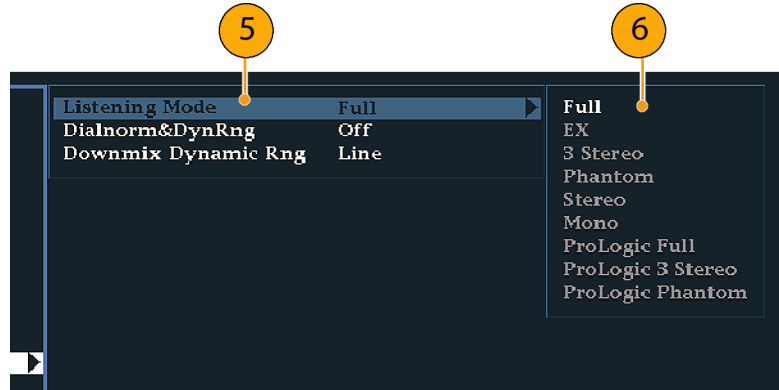 5
6
Listening Mode Full
Dialnorm&DynRng Off
Downmix Dynamic Rng Line
Full
EX
3 Stereo
Phantom
Stereo
Mono
ProLogic Full
ProLogic 3 Stereo
ProLogic Phantom